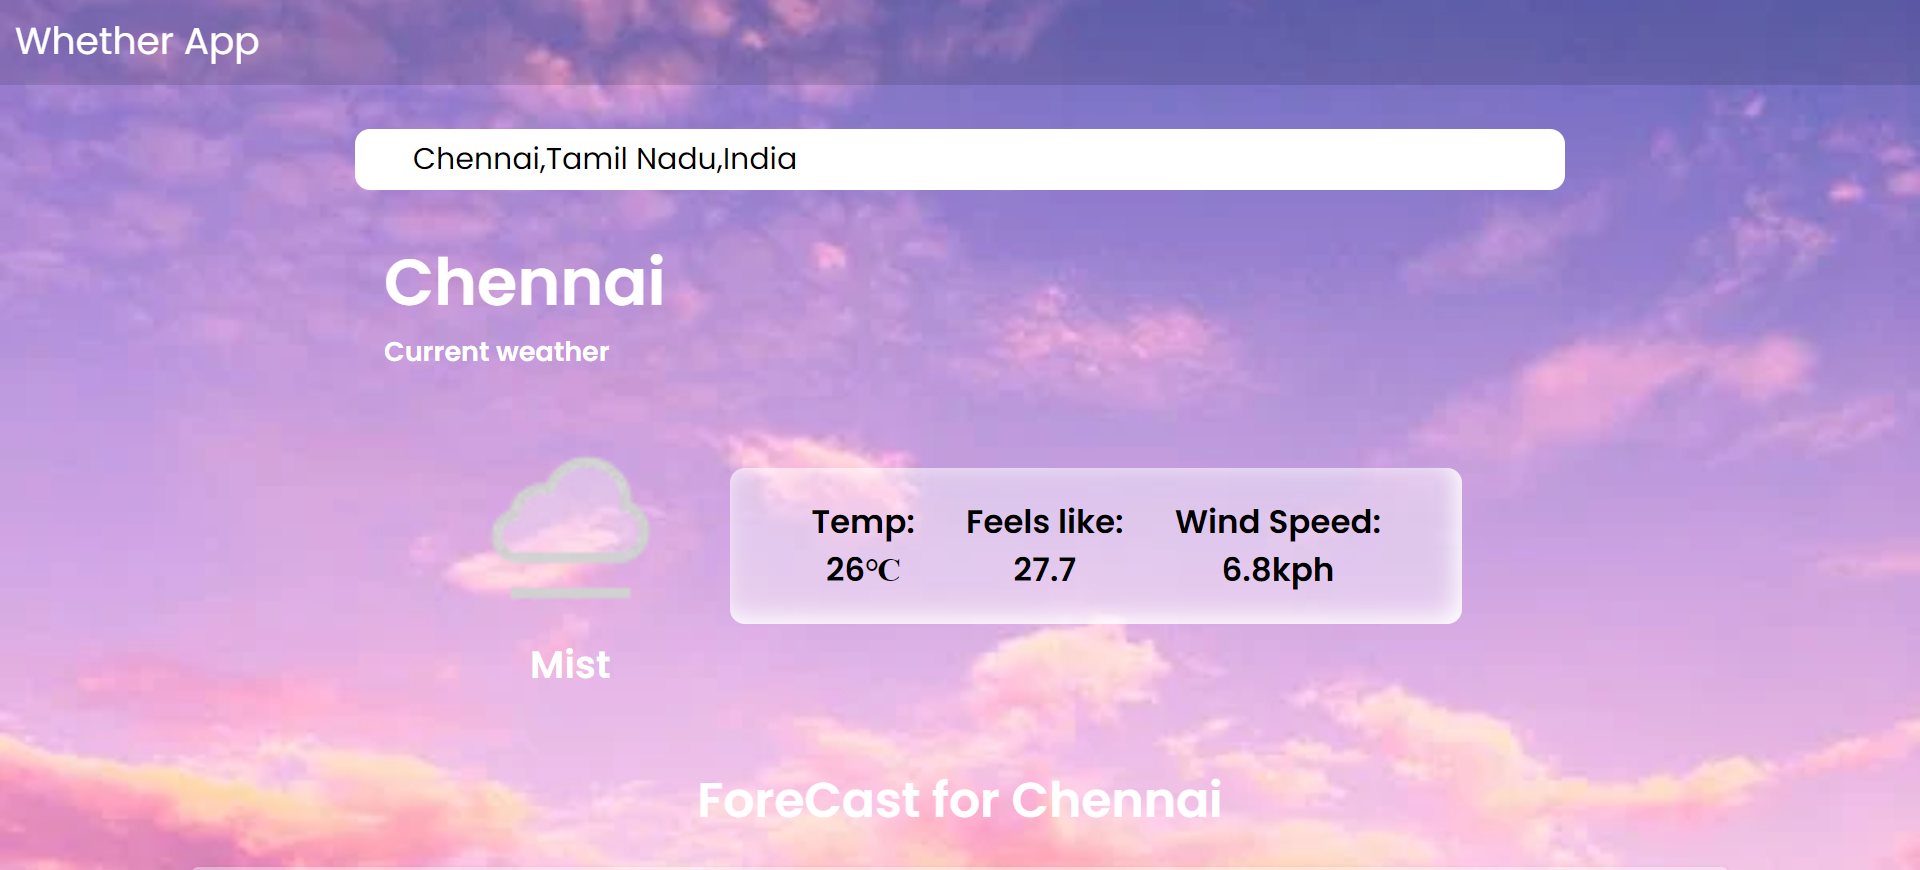 Whether App
Chennai,Tamil Nadu,India
Chennai
Current weather
Temp: Feels like: Wind Speed:
26°C 27.7 6.8kph
Mist
ForeCast for Chennai